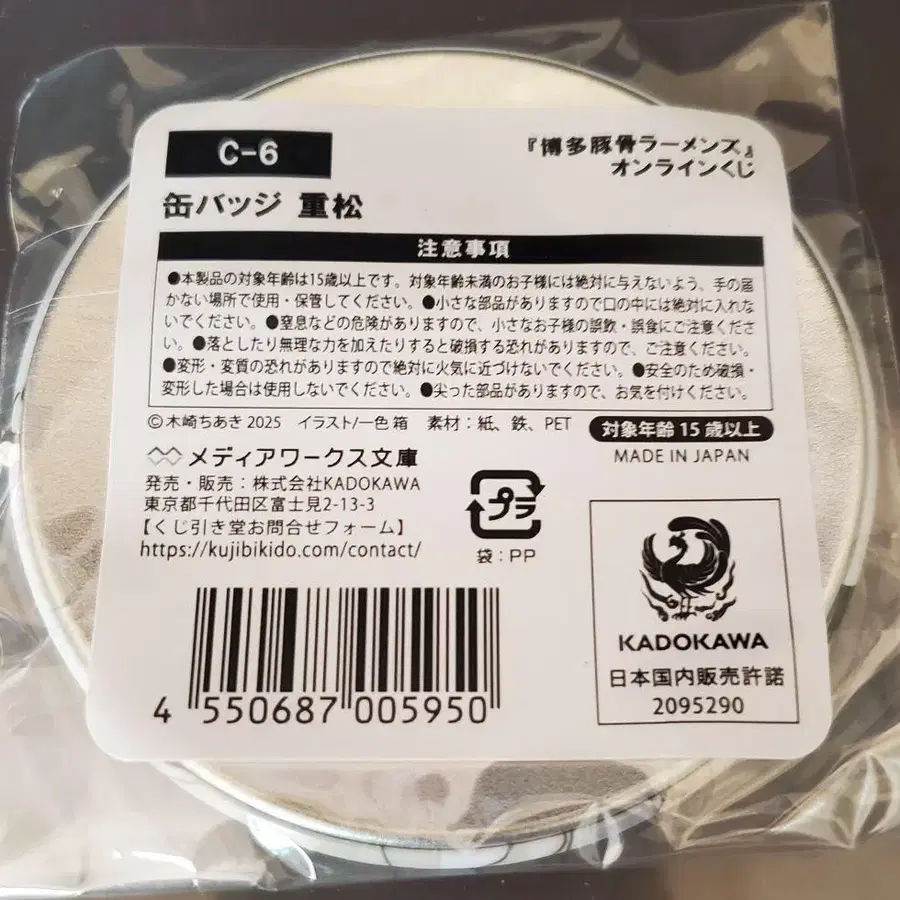 C-6
『博多豚骨ラーメンズ』
オンラインくじ
缶バッジ 重松
注意事項
●本製品の対象年齢は15歳以上です。対象年齢未満のお子様には絶対に与えないよう、手の届
かない場所で使用・保管してください。●小さな部品がありますので口の中には絶対に入れな
いでください。●窒息などの危険がありますので、小さなお子様の誤飲・誤食にご注意くださ
い。●落としたり無理な力を加えたりすると破損する恐れがありますので、ご注意ください。
●変形・変質の恐れがありますので絶対に火気に近づけないでください。●安全のため破損・
変形した場合は使用しないでください。●尖った部品がありますので、お気を付けください。
©木崎ちあき 2025 イラスト/一色 箱 素材：紙、鉄、PET
対象年齢 15 歳以上
MADE IN JAPAN
メディアワークス文庫
発売・販売：株式会社KADOKAWA
東京都千代田区富士見2-13-3
【くじ引き堂お問合せフォーム】
https://kujibikido.com/contact/
プラ
袋：PP
KADOKAWA
日本国内販売許諾
2095290
4 550687 005950